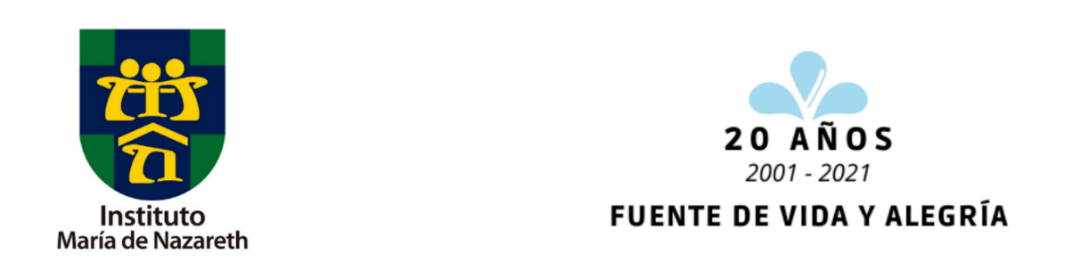 Instituto
María de Nazareth
20 AÑOS
2001 - 2021
FUENTE DE VIDA Y ALEGRÍA